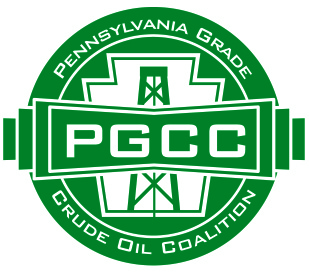 PENNSYLVANIA GRADE
PGCC
CRUDE OIL COALITION